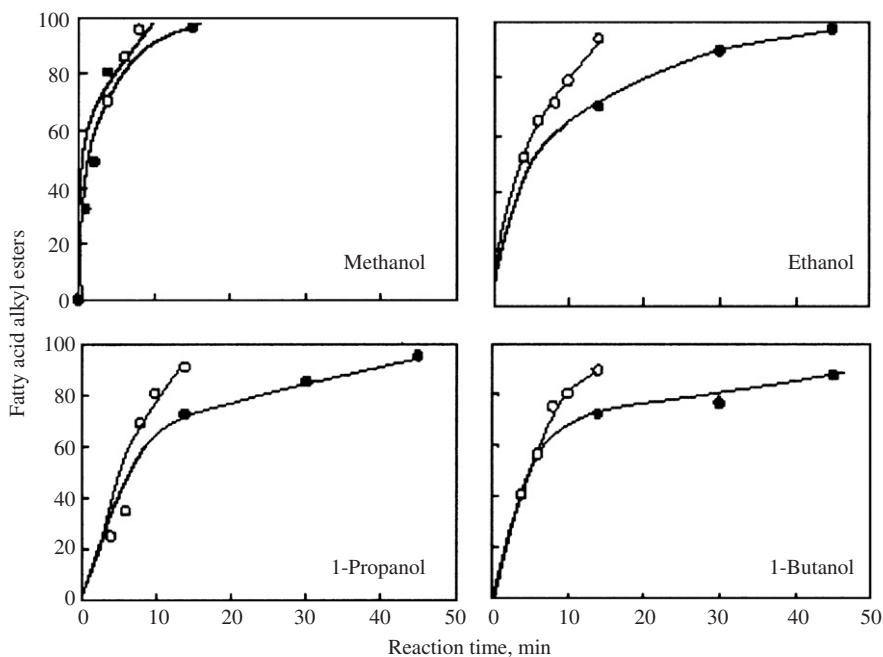 Fatty acid alkyl esters
100
80
60
40
20
0
Methanol
Ethanol
100
80
60
40
20
0
1-Propanol
0 10 20 30 40 50
1-Butanol
0 10 20 30 40 50
Reaction time, min